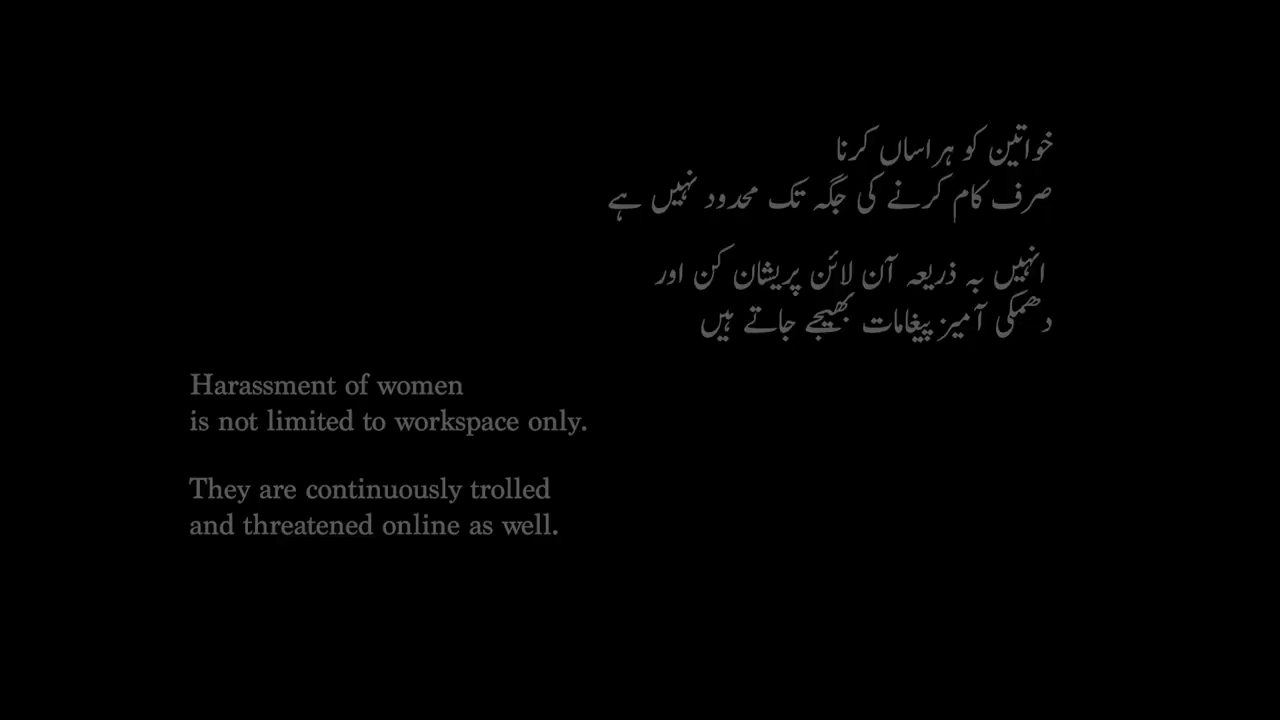 خواتین کو ہراساں کرنا
صرف کام کرنے کی جگہ تک محدود نہیں ہے
انہیں بہ ذریعہ آن لائن پریشان کن اور
دھمکی آمیز پیغامات بھیجے جاتے ہیں
Harassment of women
is not limited to workspace only.
They are continuously trolled
and threatened online as well.